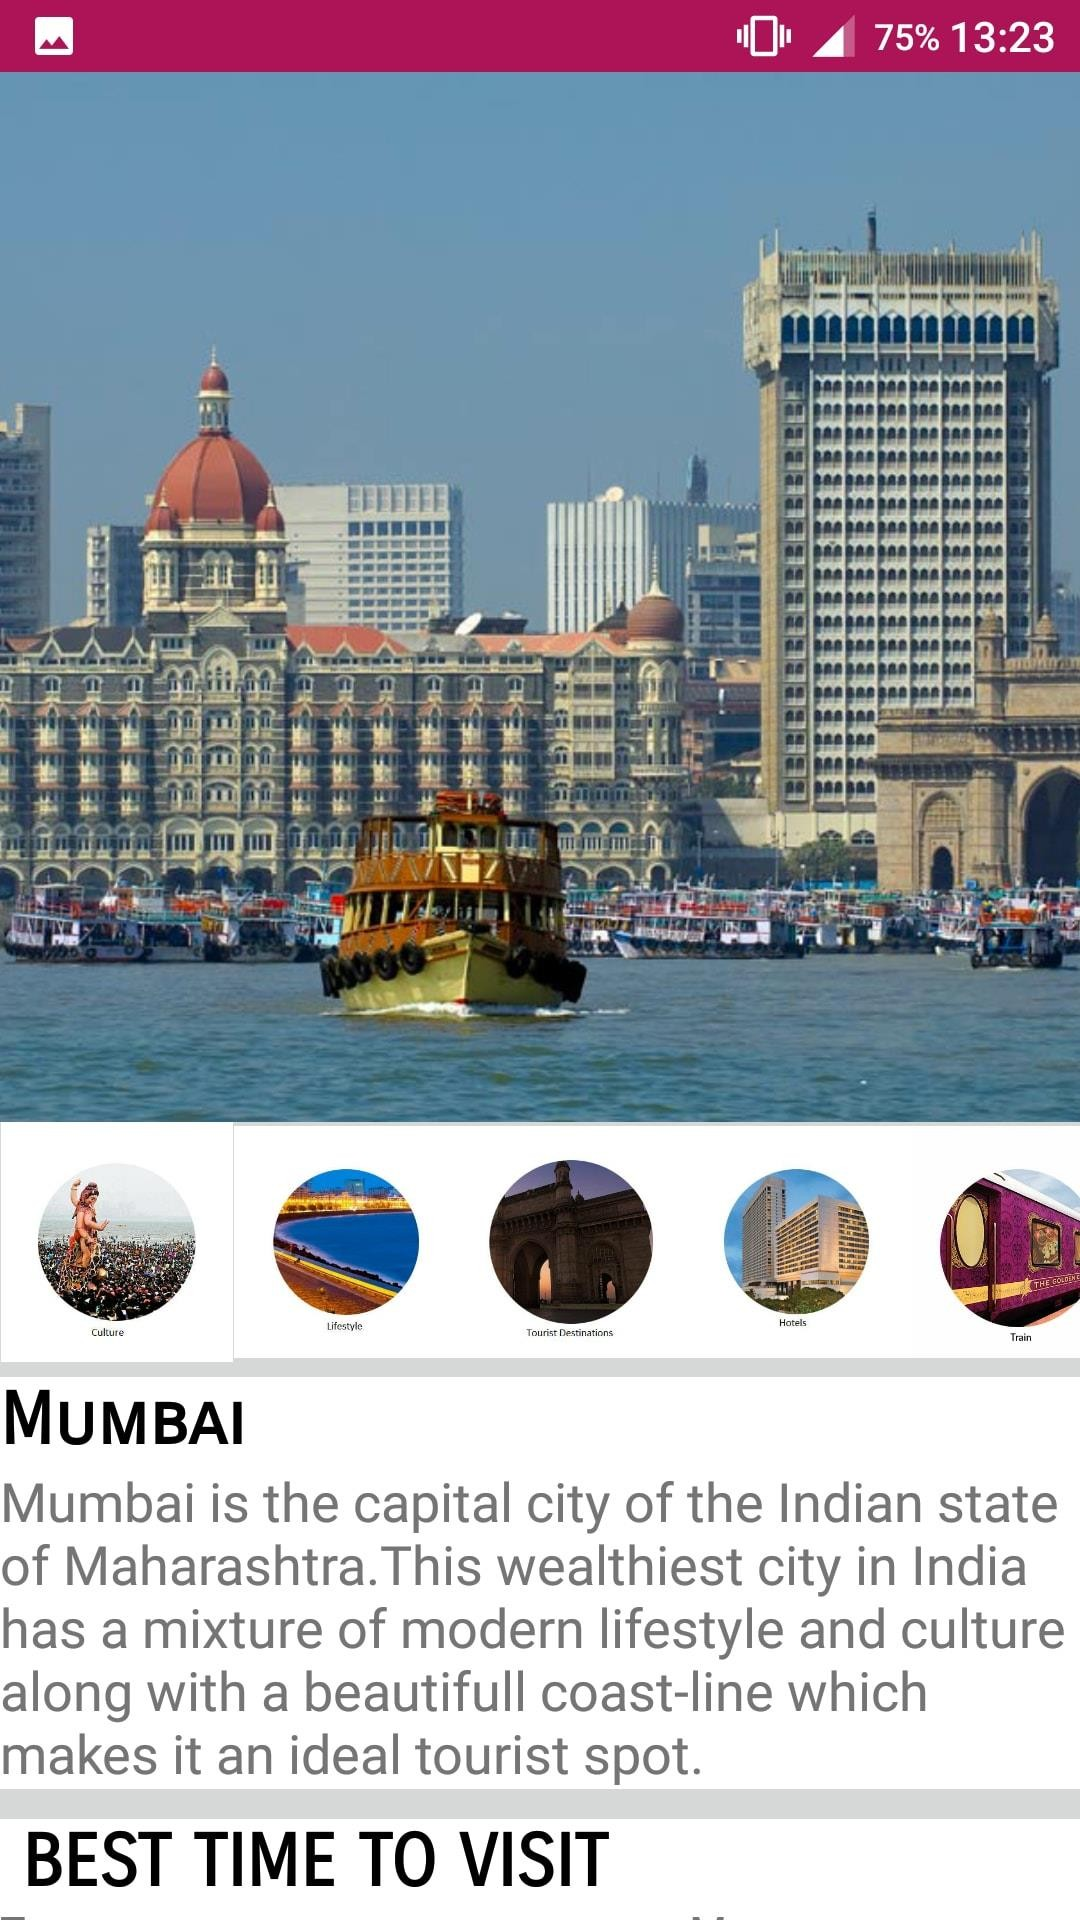 75% 13:23
THE GOLDEN
Culture
Lifestyle
Tourist Destinations
Hotels
Train
MUMBAI
Mumbai is the capital city of the Indian state
of Maharashtra.This wealthiest city in India
has a mixture of modern lifestyle and culture
along with a beautifull coast-line which
makes it an ideal tourist spot.
BEST TIME TO VISIT